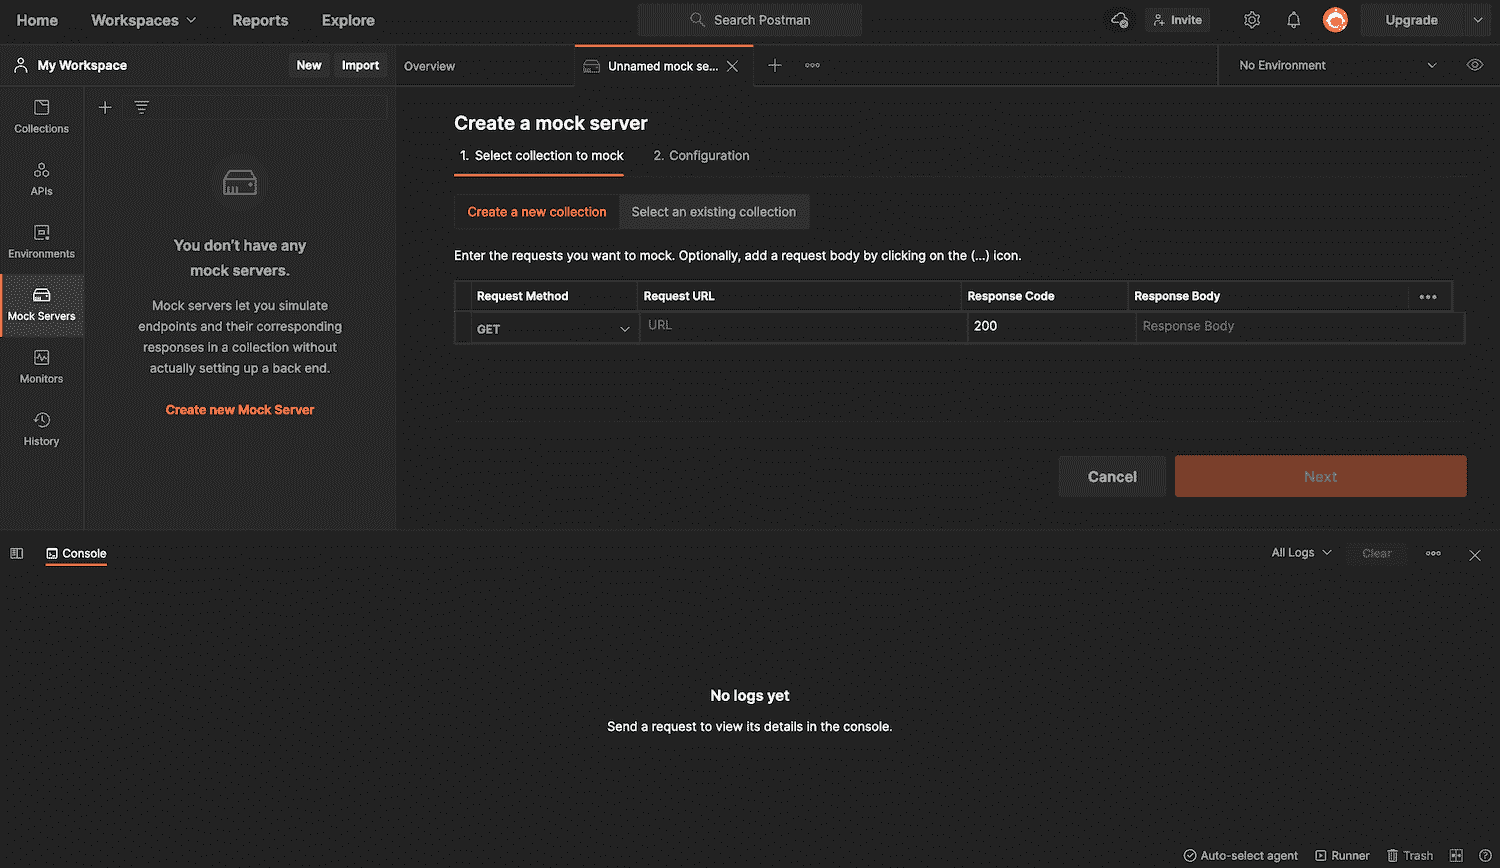 Home Workspaces Reports Explore Search Postman Invite Upgrade
My Workspace New Import Overview Unnamed mock se... No Environment
Collections
APIs
Environments
Mock Servers
Monitors
History
You don't have any
mock servers.
Mock servers let you simulate
endpoints and their corresponding
responses in a collection without
actually setting up a back end.
Create new Mock Server
Create a mock server
1. Select collection to mock 2. Configuration
Create a new collection Select an existing collection
Enter the requests you want to mock. Optionally, add a request body by clicking on the (...) icon.
Request Method Request URL Response Code Response Body
GET URL 200 Response Body
Cancel Next
Console All Logs Clear
No logs yet
Send a request to view its details in the console.
Auto-select agent Runner Trash